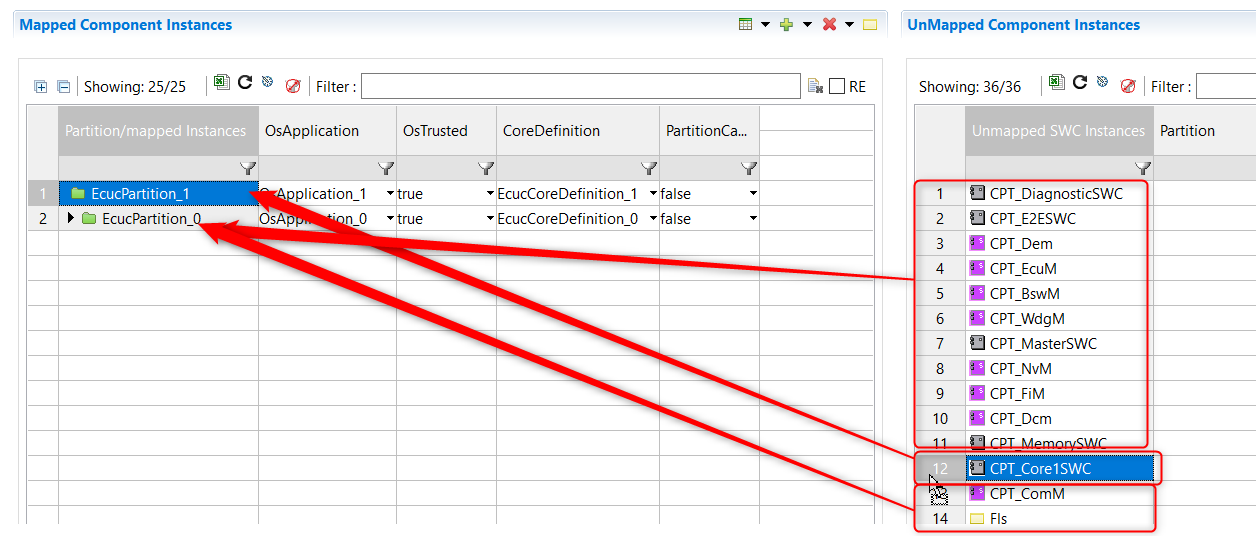 Mapped Component Instances
Showing: 25/25
Filter :
RE
Partition/mapped Instances OsApplication OsTrusted CoreDefinition PartitionCa...
1 EcucPartition_1 OsApplication_1 true EcucCoreDefinition_1 false
2 EcucPartition_0 OsApplication_0 true EcucCoreDefinition_0 false
UnMapped Component Instances
Showing: 36/36
Filter :
Unmapped SWC Instances Partition
1 CPT_DiagnosticSWC
2 CPT_E2ESWC
3 CPT_Dem
4 CPT_EcuM
5 CPT_BswM
6 CPT_WdgM
7 CPT_MasterSWC
8 CPT_NvM
9 CPT_FiM
10 CPT_Dcm
11 CPT_MemorySWC
12 CPT_Core1SWC
CPT_ComM
14 FIs